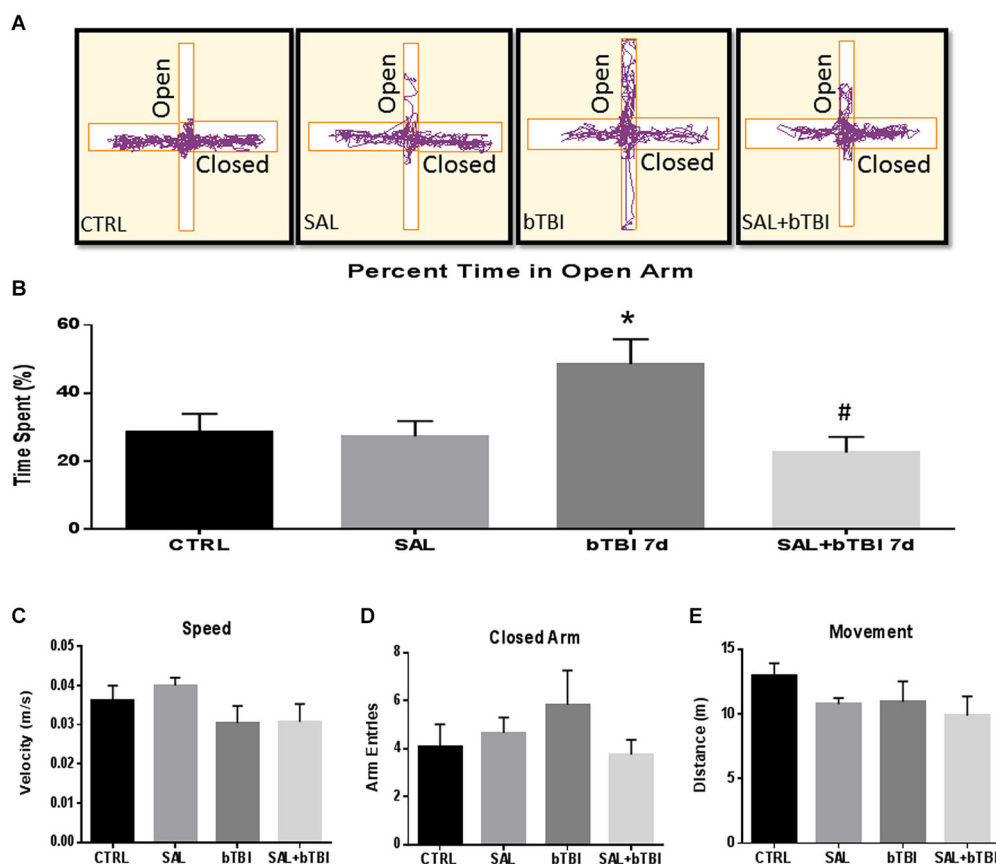 A
Open
Closed
CTRL
Open
Closed
SAL
Open
Closed
bTBI
Open
Closed
SAL+bTBI
Percent Time in Open Arm
B
Time Spent (%)
60
40
20
0
*
#
CTRL
SAL
bTBI 7d
SAL+bTBI 7d
C
Speed
Velocity (m/s)
0.05
0.04
0.03
0.02
0.01
0.00
CTRL
SAL
bTBI
SAL+bTBI
D
Closed Arm
Arm Entries
8
6
4
2
0
CTRL
SAL
bTBI
SAL+bTBI
E
Movement
Distance (m)
15
10
5
0
CTRL
SAL
bTBI
SAL+bTBI